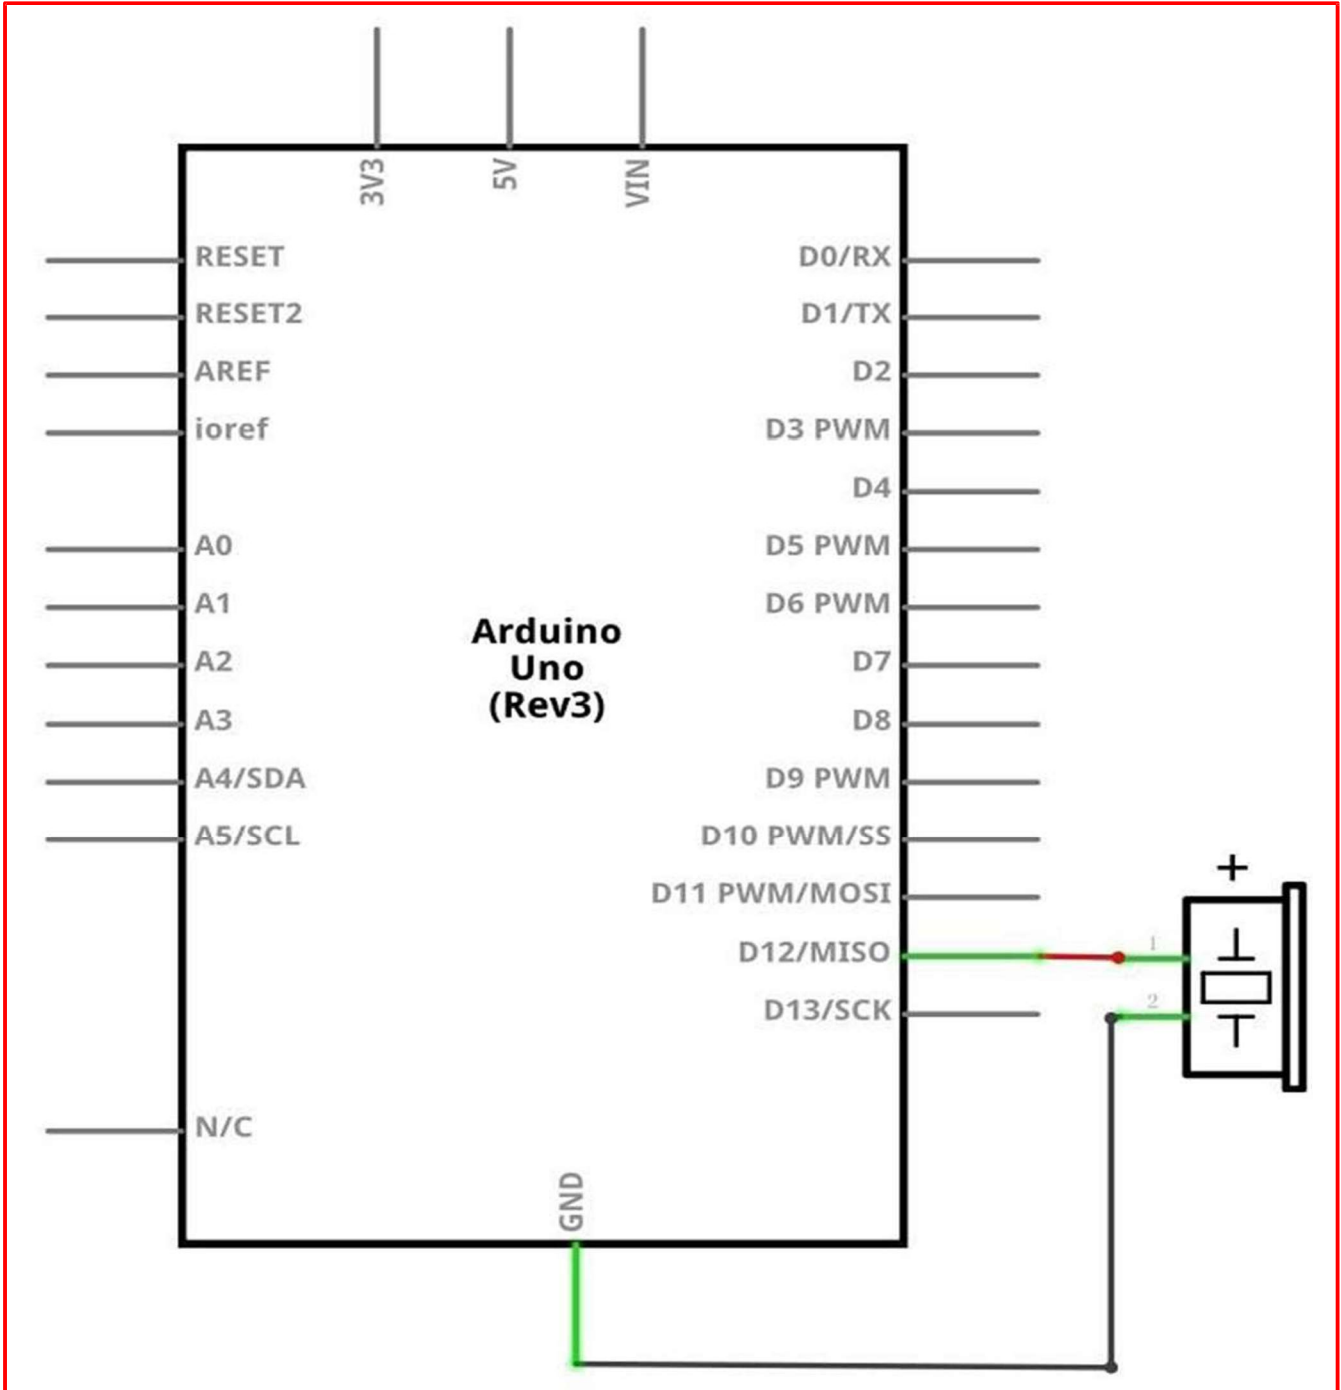 3V3
5V
VIN
RESET
RESET2
AREF
ioref
A0
A1
A2
A3
A4/SDA
A5/SCL
N/C
Arduino
Uno
(Rev3)
D0/RX
D1/TX
D2
D3 PWM
D4
D5 PWM
D6 PWM
D7
D8
D9 PWM
D10 PWM/SS
D11 PWM/MOSI
D12/MISO
D13/SCK
GND
+
1
2